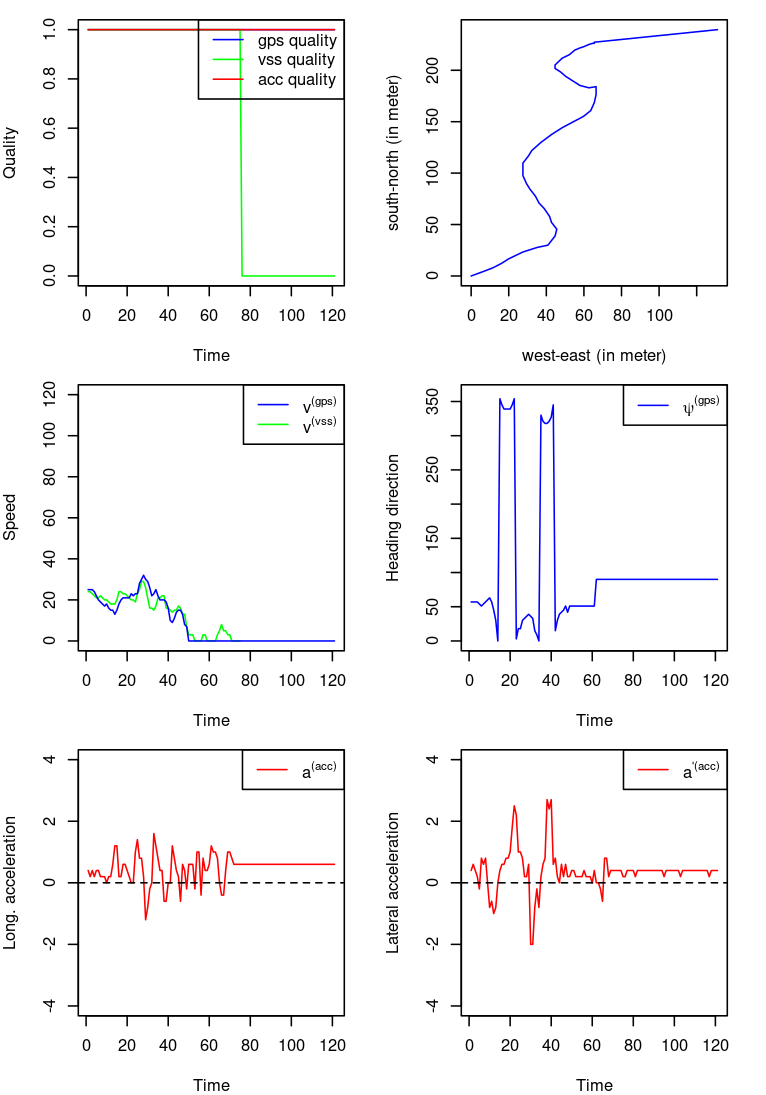 gps quality
vss quality
acc quality
Quality
0.0 0.2 0.4 0.6 0.8 1.0
0 20 40 60 80 100 120
Time
south-north (in meter)
0 50 100 150 200
0 20 40 60 80 100
west-east (in meter)
v(gps)
v(vss)
Speed
0 20 40 60 80 100 120
0 20 40 60 80 100 120
Time
ψ(gps)
Heading direction
0 50 150 250 350
0 20 40 60 80 100 120
Time
a(acc)
Long. acceleration
-4 -2 0 2 4
0 20 40 60 80 100 120
Time
a'(acc)
Lateral acceleration
-4 -2 0 2 4
0 20 40 60 80 100 120
Time